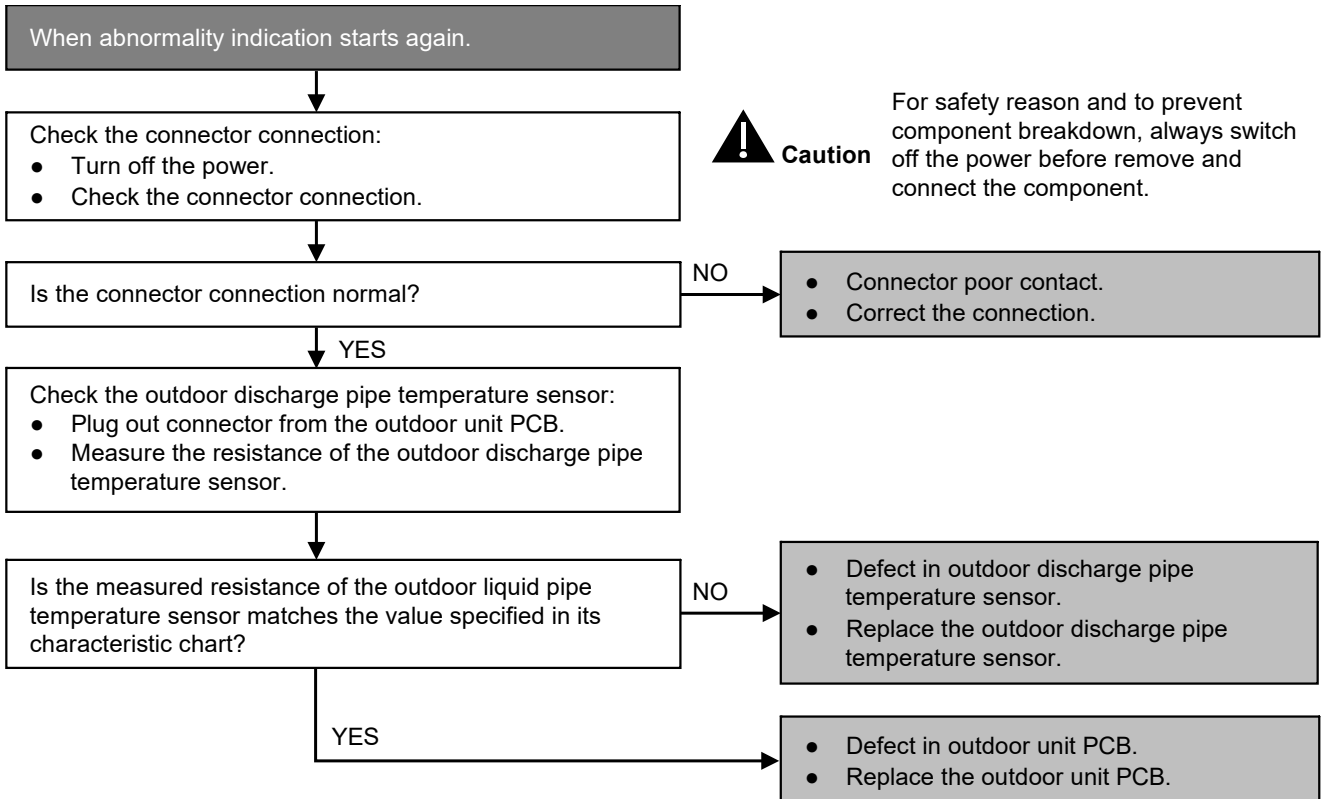 When abnormality indication starts again.
Check the connector connection:
● Turn off the power.
● Check the connector connection.
Caution
For safety reason and to prevent
component breakdown, always switch
off the power before remove and
connect the component.
Is the connector connection normal?
NO
● Connector poor contact.
● Correct the connection.
YES
Check the outdoor discharge pipe temperature sensor:
● Plug out connector from the outdoor unit PCB.
● Measure the resistance of the outdoor discharge pipe
temperature sensor.
Is the measured resistance of the outdoor liquid pipe
temperature sensor matches the value specified in its
characteristic chart?
NO
● Defect in outdoor discharge pipe
temperature sensor.
● Replace the outdoor discharge pipe
temperature sensor.
YES
● Defect in outdoor unit PCB.
● Replace the outdoor unit PCB.